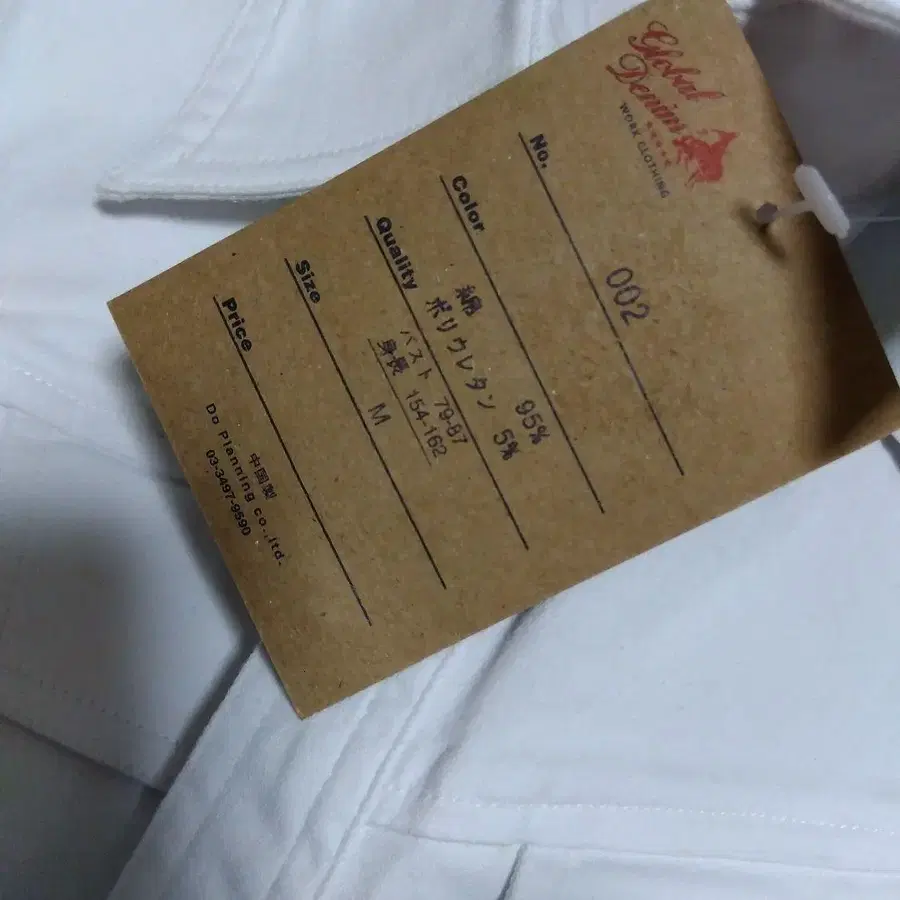 Global
Denim
★★★★★
WORK CLOTHING
No. 002
Color
Quality
綿 95%
ポリウレタン 5%
バスト 79-87
身長 154-162
Size M
Price
中国製
Do Planning co.,ltd.
03-3497-9590